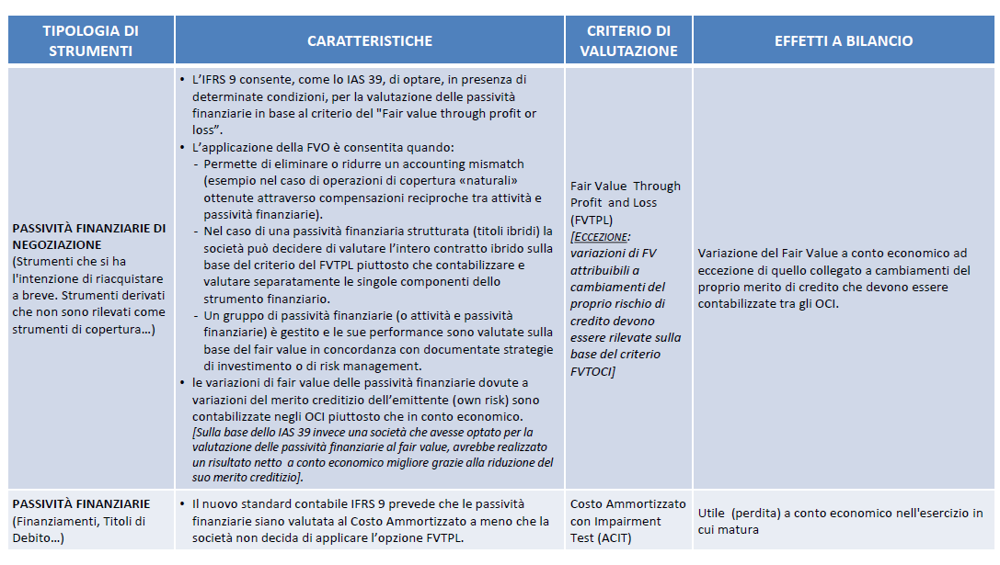 TIPOLOGIA DI
STRUMENTI
CARATTERISTICHE
CRITERIO DI
VALUTAZIONE
EFFETTI A BILANCIO
PASSIVITÀ FINANZIARIE DI
NEGOZIAZIONE
(Strumenti che si ha
l'intenzione di riacquistare
a breve. Strumenti derivati
che non sono rilevati come
strumenti di copertura…)
• L’IFRS 9 consente, come lo IAS 39, di optare, in presenza di
determinate condizioni, per la valutazione delle passività
finanziarie in base al criterio del "Fair value through profit or
loss”.
• L’applicazione della FVO è consentita quando:
- Permette di eliminare o ridurre un accounting mismatch
(esempio nel caso di operazioni di copertura «naturali»
ottenute attraverso compensazioni reciproche tra attività e
passività finanziarie).
- Nel caso di una passività finanziaria strutturata (titoli ibridi) la
società può decidere di valutare l’intero contratto ibrido sulla
base del criterio del FVTPL piuttosto che contabilizzare e
valutare separatamente le singole componenti dello
strumento finanziario.
- Un gruppo di passività finanziarie (o attività e passività
finanziarie) è gestito e le sue performance sono valutate sulla
base del fair value in concordanza con documentate strategie
di investimento o di risk management.
• le variazioni di fair value delle passività finanziarie dovute a
variazioni del merito creditizio dell’emittente (own risk) sono
contabilizzate negli OCI piuttosto che in conto economico.
[Sulla base dello IAS 39 invece una società che avesse optato per la
valutazione delle passività finanziarie al fair value, avrebbe realizzato
un risultato netto a conto economico migliore grazie alla riduzione del
suo merito creditizio].
Fair Value Through
Profit and Loss
(FVTPL)
[ECCEZIONE:
variazioni di FV
attribuibili a
cambiamenti del
proprio rischio di
credito devono
essere rilevate sulla
base del criterio
FVTOCI]
Variazione del Fair Value a conto economico ad
eccezione di quello collegato a cambiamenti del
proprio merito di credito che devono essere
contabilizzate tra gli OCI.
PASSIVITÀ FINANZIARIE
(Finanziamenti, Titoli di
Debito…)
• Il nuovo standard contabile IFRS 9 prevede che le passività
finanziarie siano valutata al Costo Ammortizzato a meno che la
società non decida di applicare l’opzione FVTPL.
Costo Ammortizzato
con Impairment
Test (ACIT)
Utile (perdita) a conto economico nell'esercizio in
cui matura